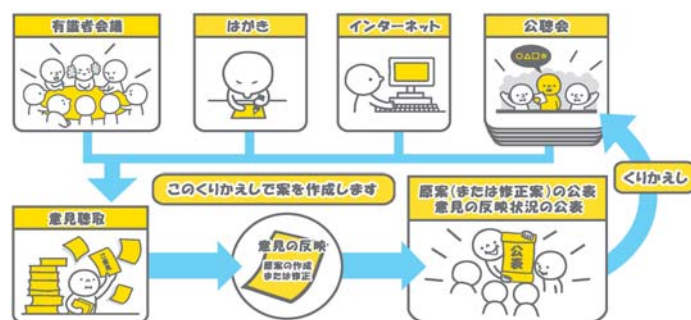 有識者会議
はがき
インターネット
公聴会
○△□※
このくりかえしで案を作成します
くりかえし
意見聴取
意見の反映
原案の作成
または修正
原案(または修正案)の公表
意見の反映状況の公表
公表